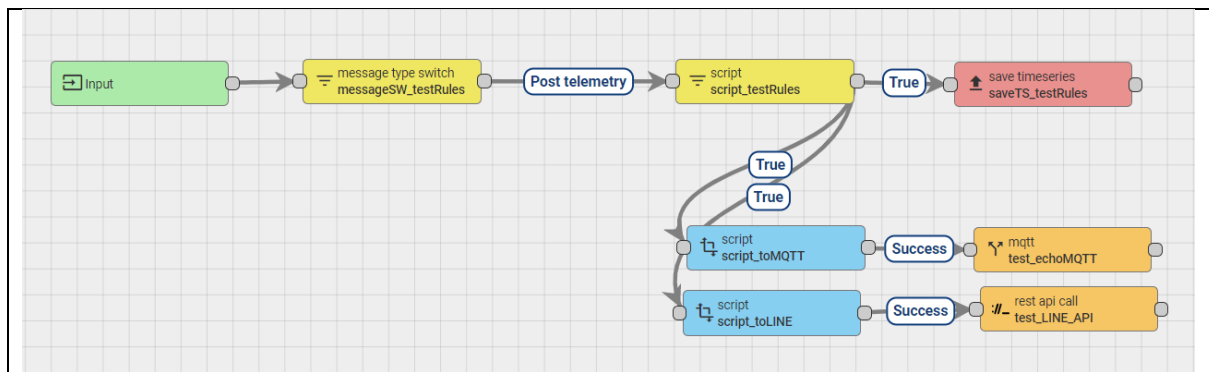 Input
message type switch
messageSW_testRules
Post telemetry
script
script_testRules
True
save timeseries
saveTS_testRules
True
True
script
script_toMQTT
Success
mqtt
test_echoMQTT
script
script_toLINE
Success
rest api call
test_LINE_API